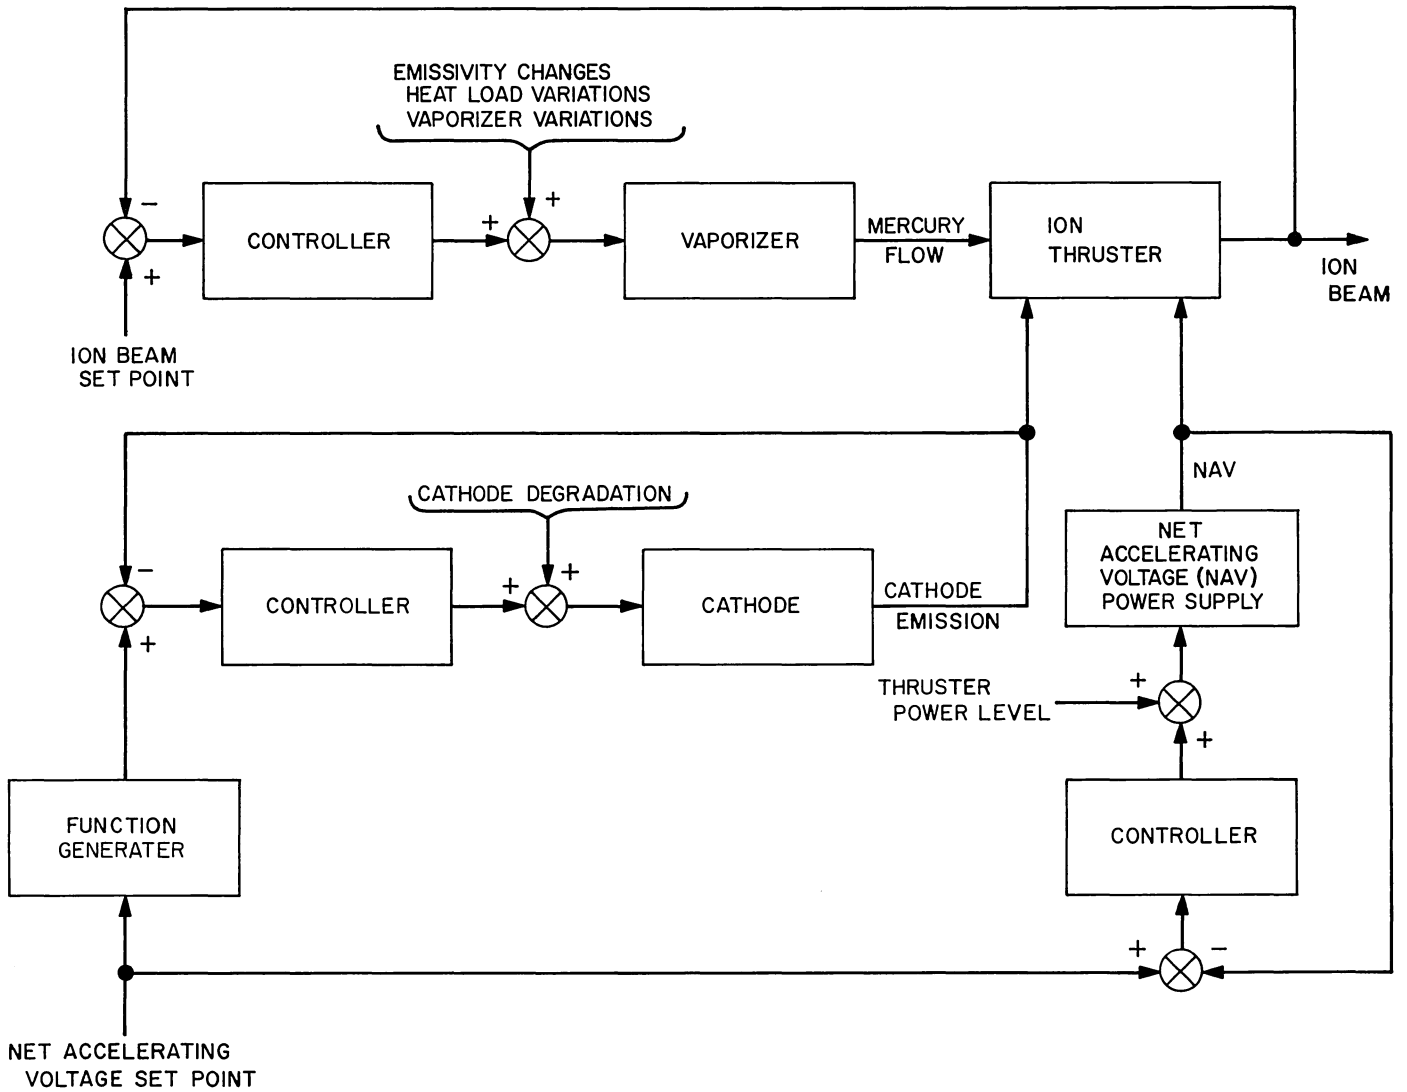 EMISSIVITY CHANGES
HEAT LOAD VARIATIONS
VAPORIZER VARIATIONS
−
+
+
+
CONTROLLER
VAPORIZER
MERCURY
FLOW
ION
THRUSTER
ION
BEAM
ION BEAM
SET POINT
NAV
CATHODE DEGRADATION
NET
ACCELERATING
VOLTAGE (NAV)
POWER SUPPLY
−
+
+
+
CONTROLLER
CATHODE
CATHODE
EMISSION
THRUSTER
POWER LEVEL
+
+
FUNCTION
GENERATER
CONTROLLER
+
−
NET ACCELERATING
VOLTAGE SET POINT